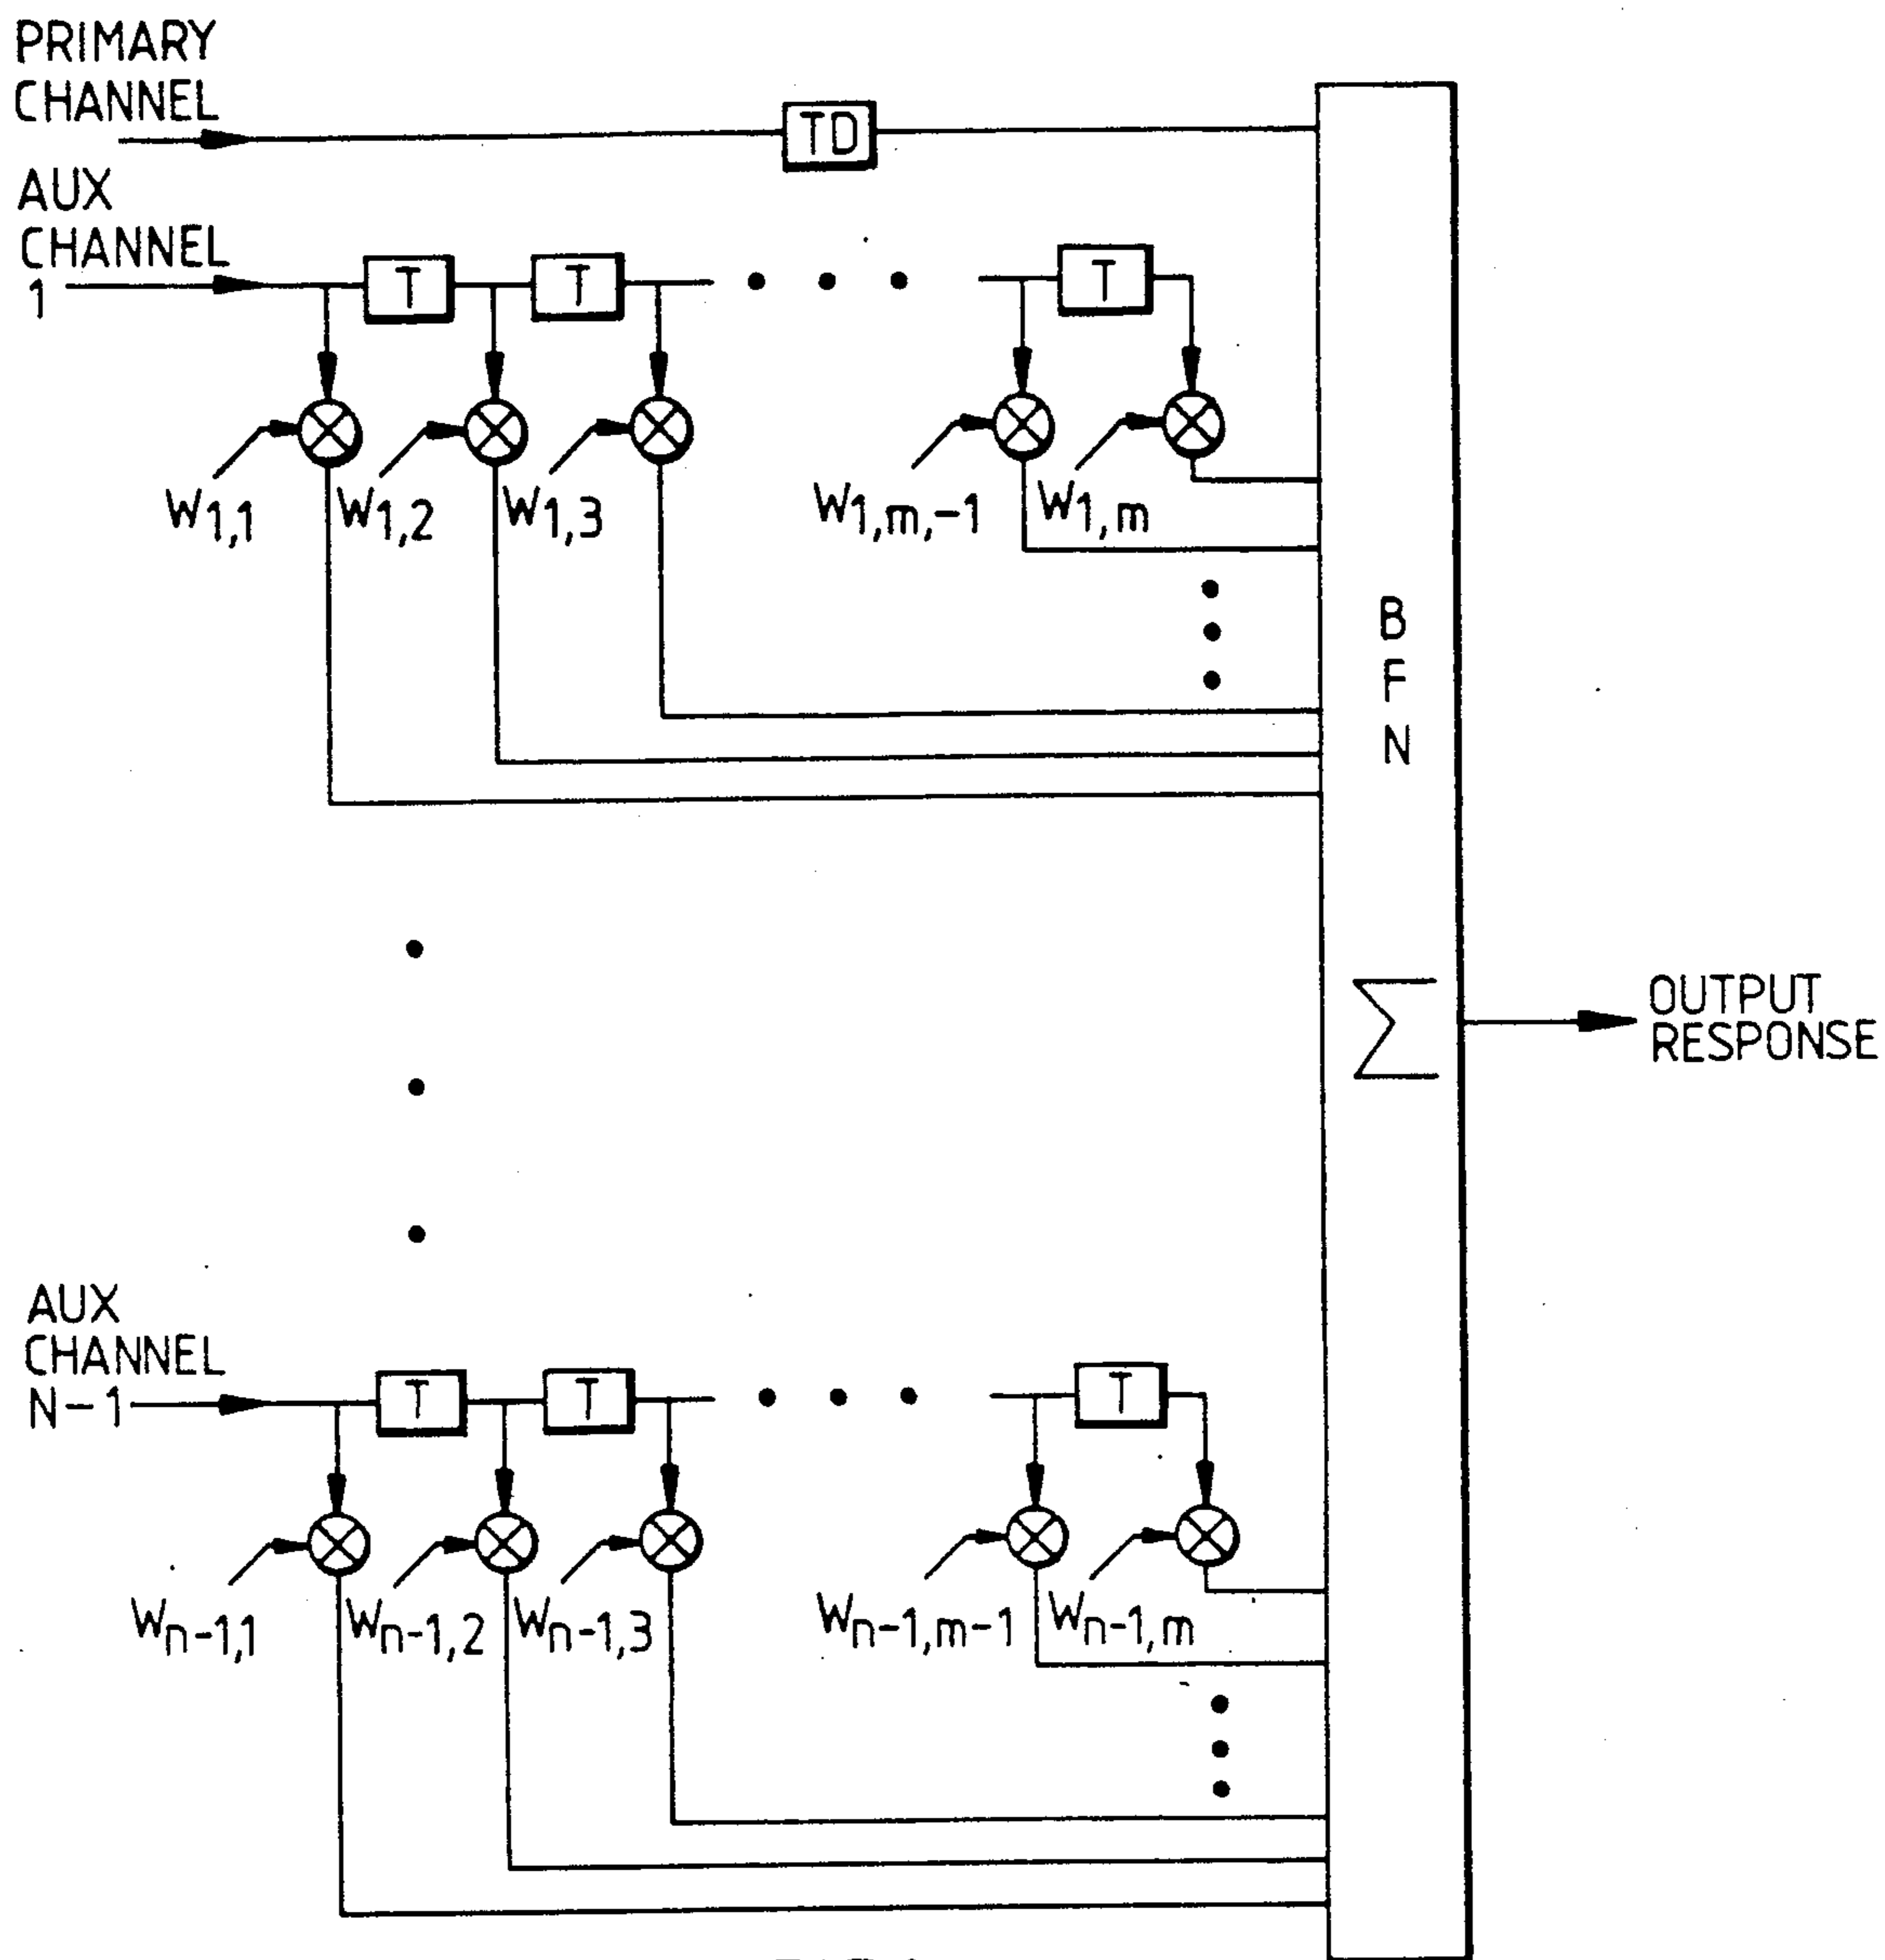 PRIMARY
CHANNEL
TD
AUX
CHANNEL
1
T T T
W1,1 W1,2 W1,3 W1,m,-1 W1,m
B
F
N
Σ
OUTPUT
RESPONSE
AUX
CHANNEL
N-1
T T T
Wn-1,1 Wn-1,2 Wn-1,3 Wn-1,m-1 Wn-1,m